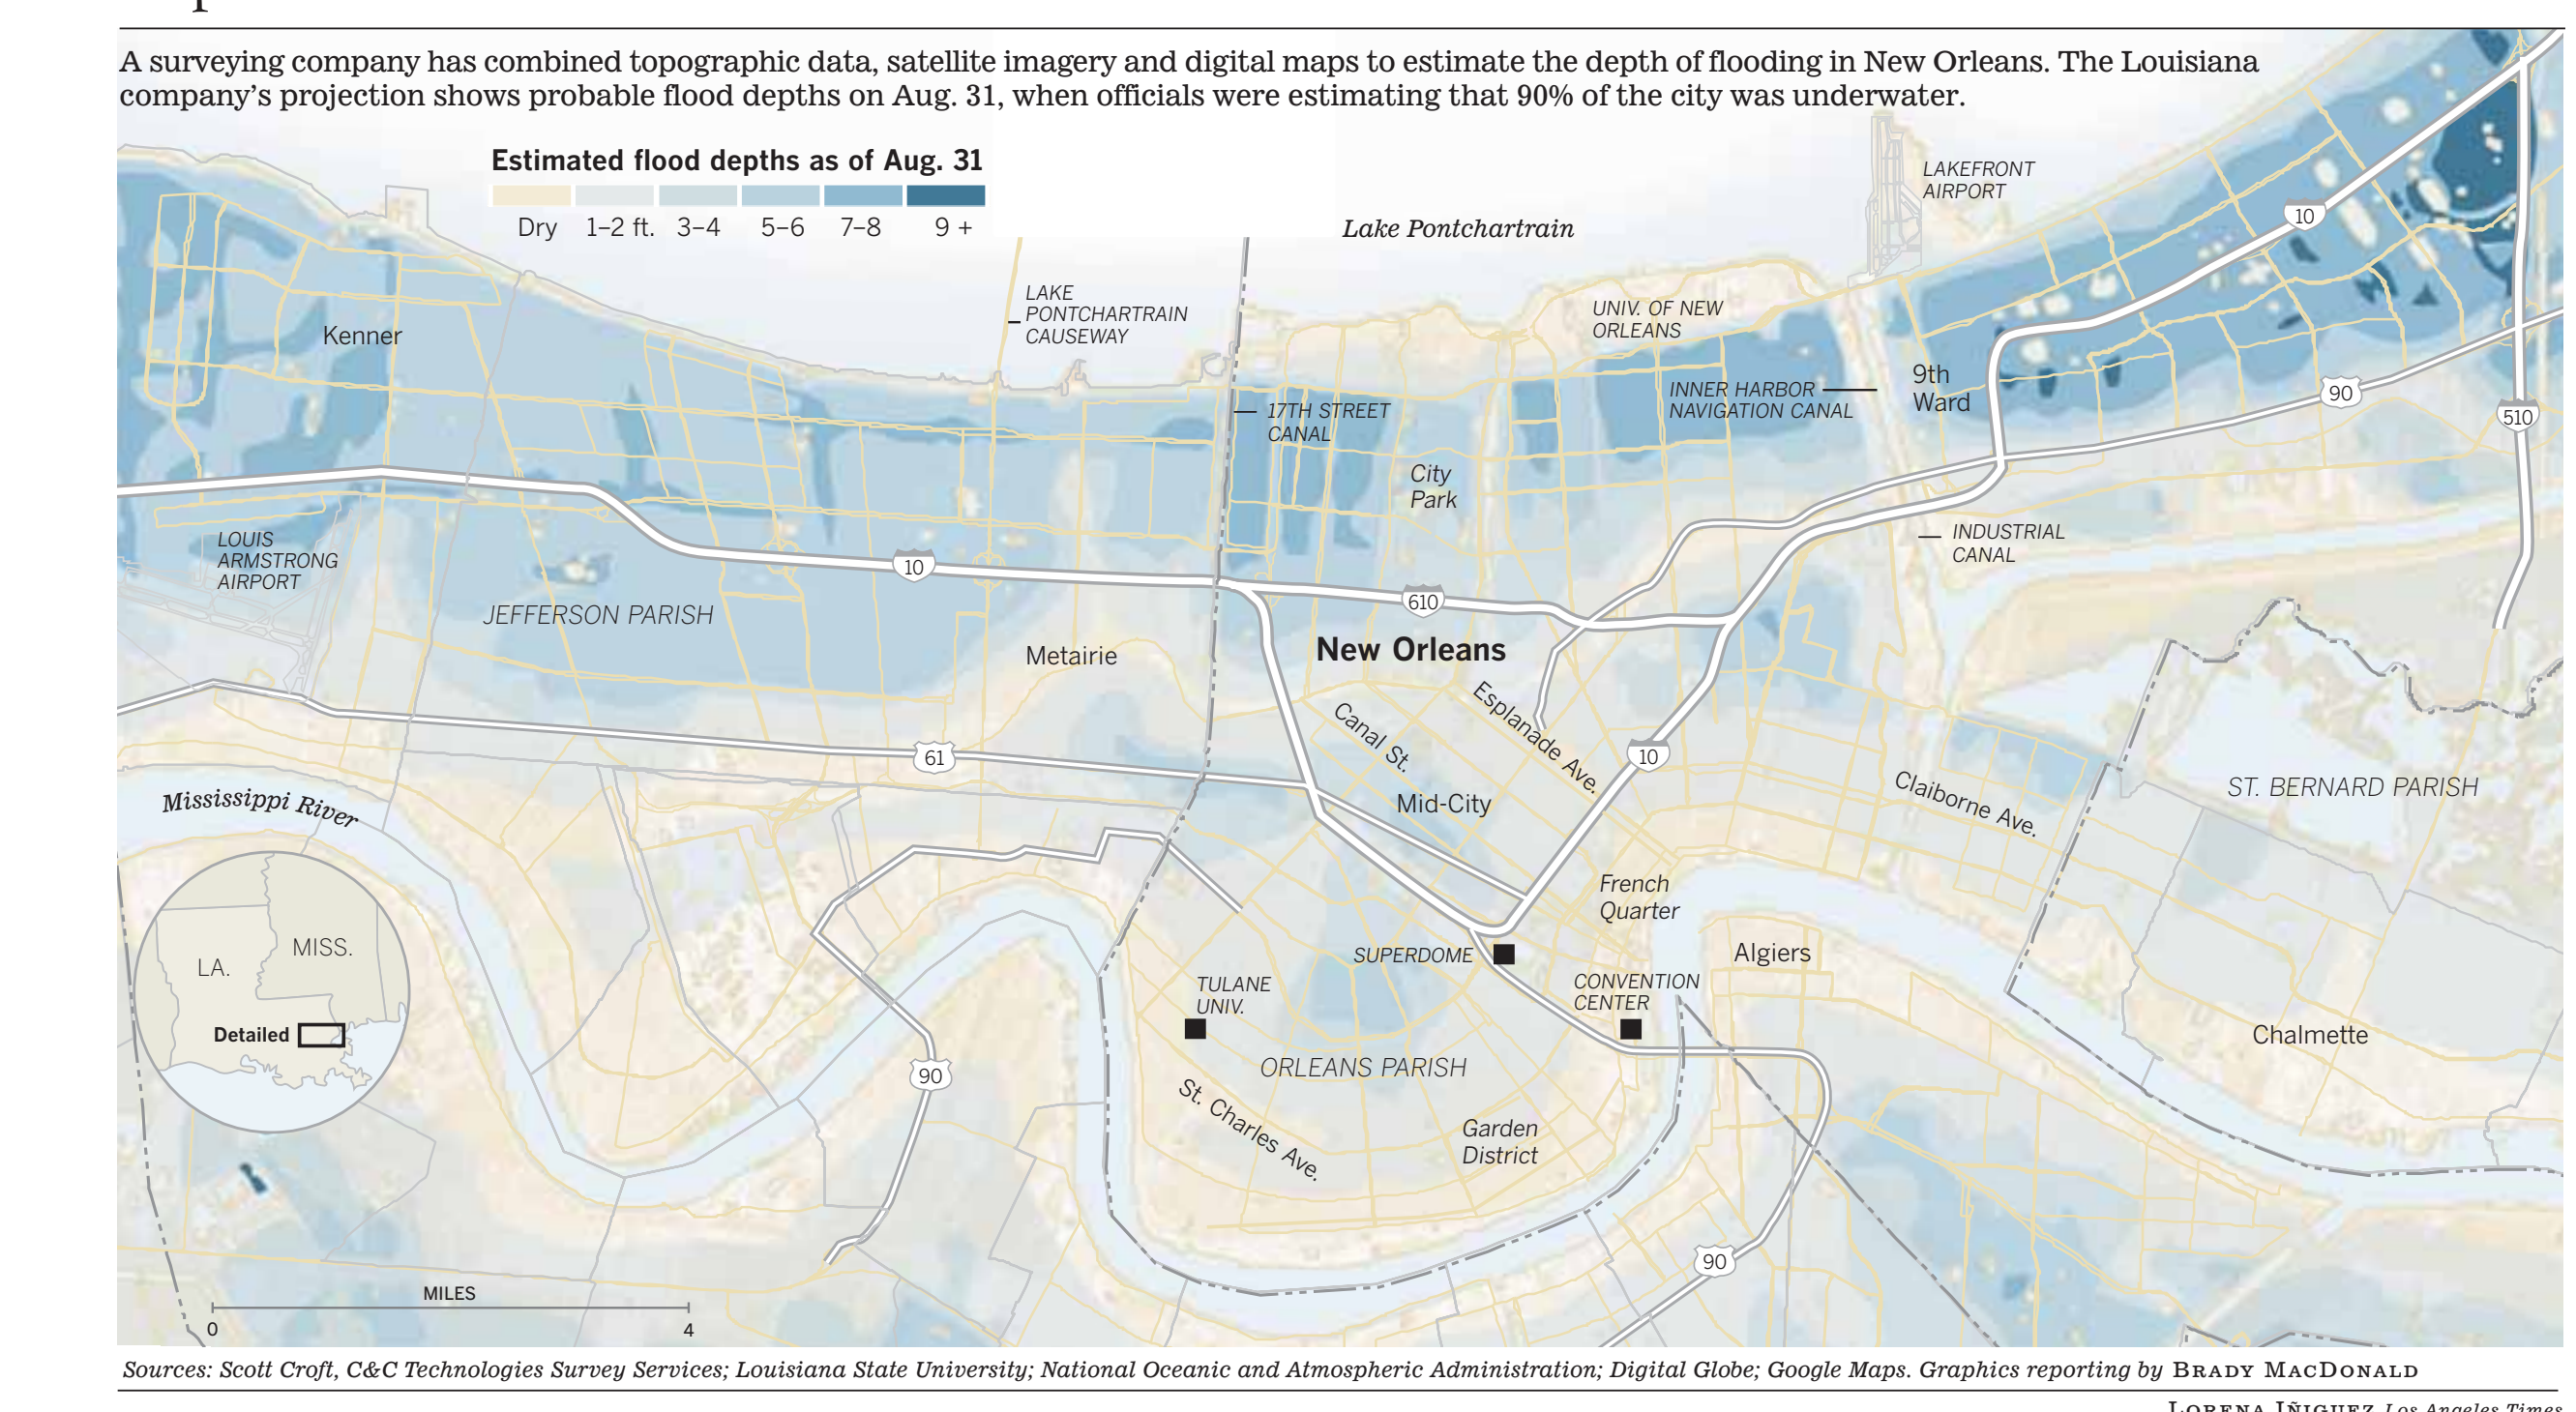 A surveying company has combined topographic data, satellite imagery and digital maps to estimate the depth of flooding in New Orleans. The Louisiana
company’s projection shows probable flood depths on Aug. 31, when officials were estimating that 90% of the city was underwater.
Estimated flood depths as of Aug. 31
Dry 1–2 ft. 3–4 5–6 7–8 9 +
LAKEFRONT
AIRPORT
10
Lake Pontchartrain
LAKE
PONTCHARTRAIN
CAUSEWAY
UNIV. OF NEW
ORLEANS
Kenner
INNER HARBOR
NAVIGATION CANAL
9th
Ward
90
510
17TH STREET
CANAL
City
Park
LOUIS
ARMSTRONG
AIRPORT
INDUSTRIAL
CANAL
10
610
JEFFERSON PARISH
Metairie
New Orleans
Esplanade Ave.
Canal St.
10
61
Mid-City
Claiborne Ave.
ST. BERNARD PARISH
Mississippi River
French
Quarter
LA.
MISS.
Detailed
SUPERDOME
Algiers
TULANE
UNIV.
CONVENTION
CENTER
Chalmette
90
ORLEANS PARISH
St. Charles Ave.
Garden
District
90
MILES
0 4
Sources: Scott Croft, C&C Technologies Survey Services; Louisiana State University; National Oceanic and Atmospheric Administration; Digital Globe; Google Maps. Graphics reporting by BRADY MACDONALD
LORENA IÑIGUEZ Los Angeles Times